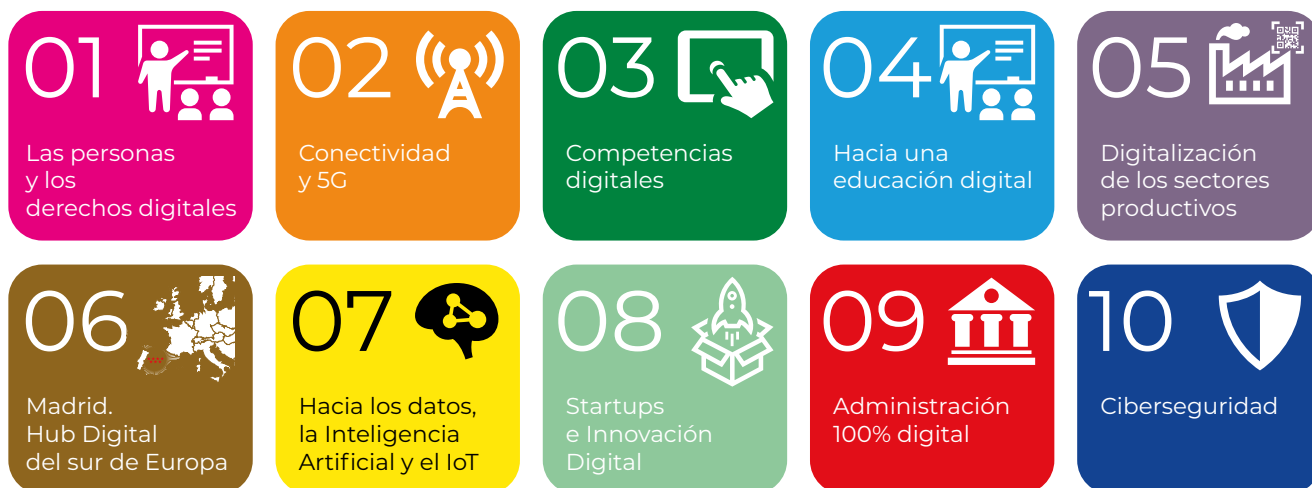 01
Las personas
y los
derechos digitales
02
Conectividad
y 5G
03
Competencias
digitales
04
Hacia una
educación digital
05
Digitalización
de los sectores
productivos
06
Madrid.
Hub Digital
del sur de Europa
07
Hacia los datos,
la Inteligencia
Artificial y el IoT
08
Startups
e Innovación
Digital
09
Administración
100% digital
10
Ciberseguridad